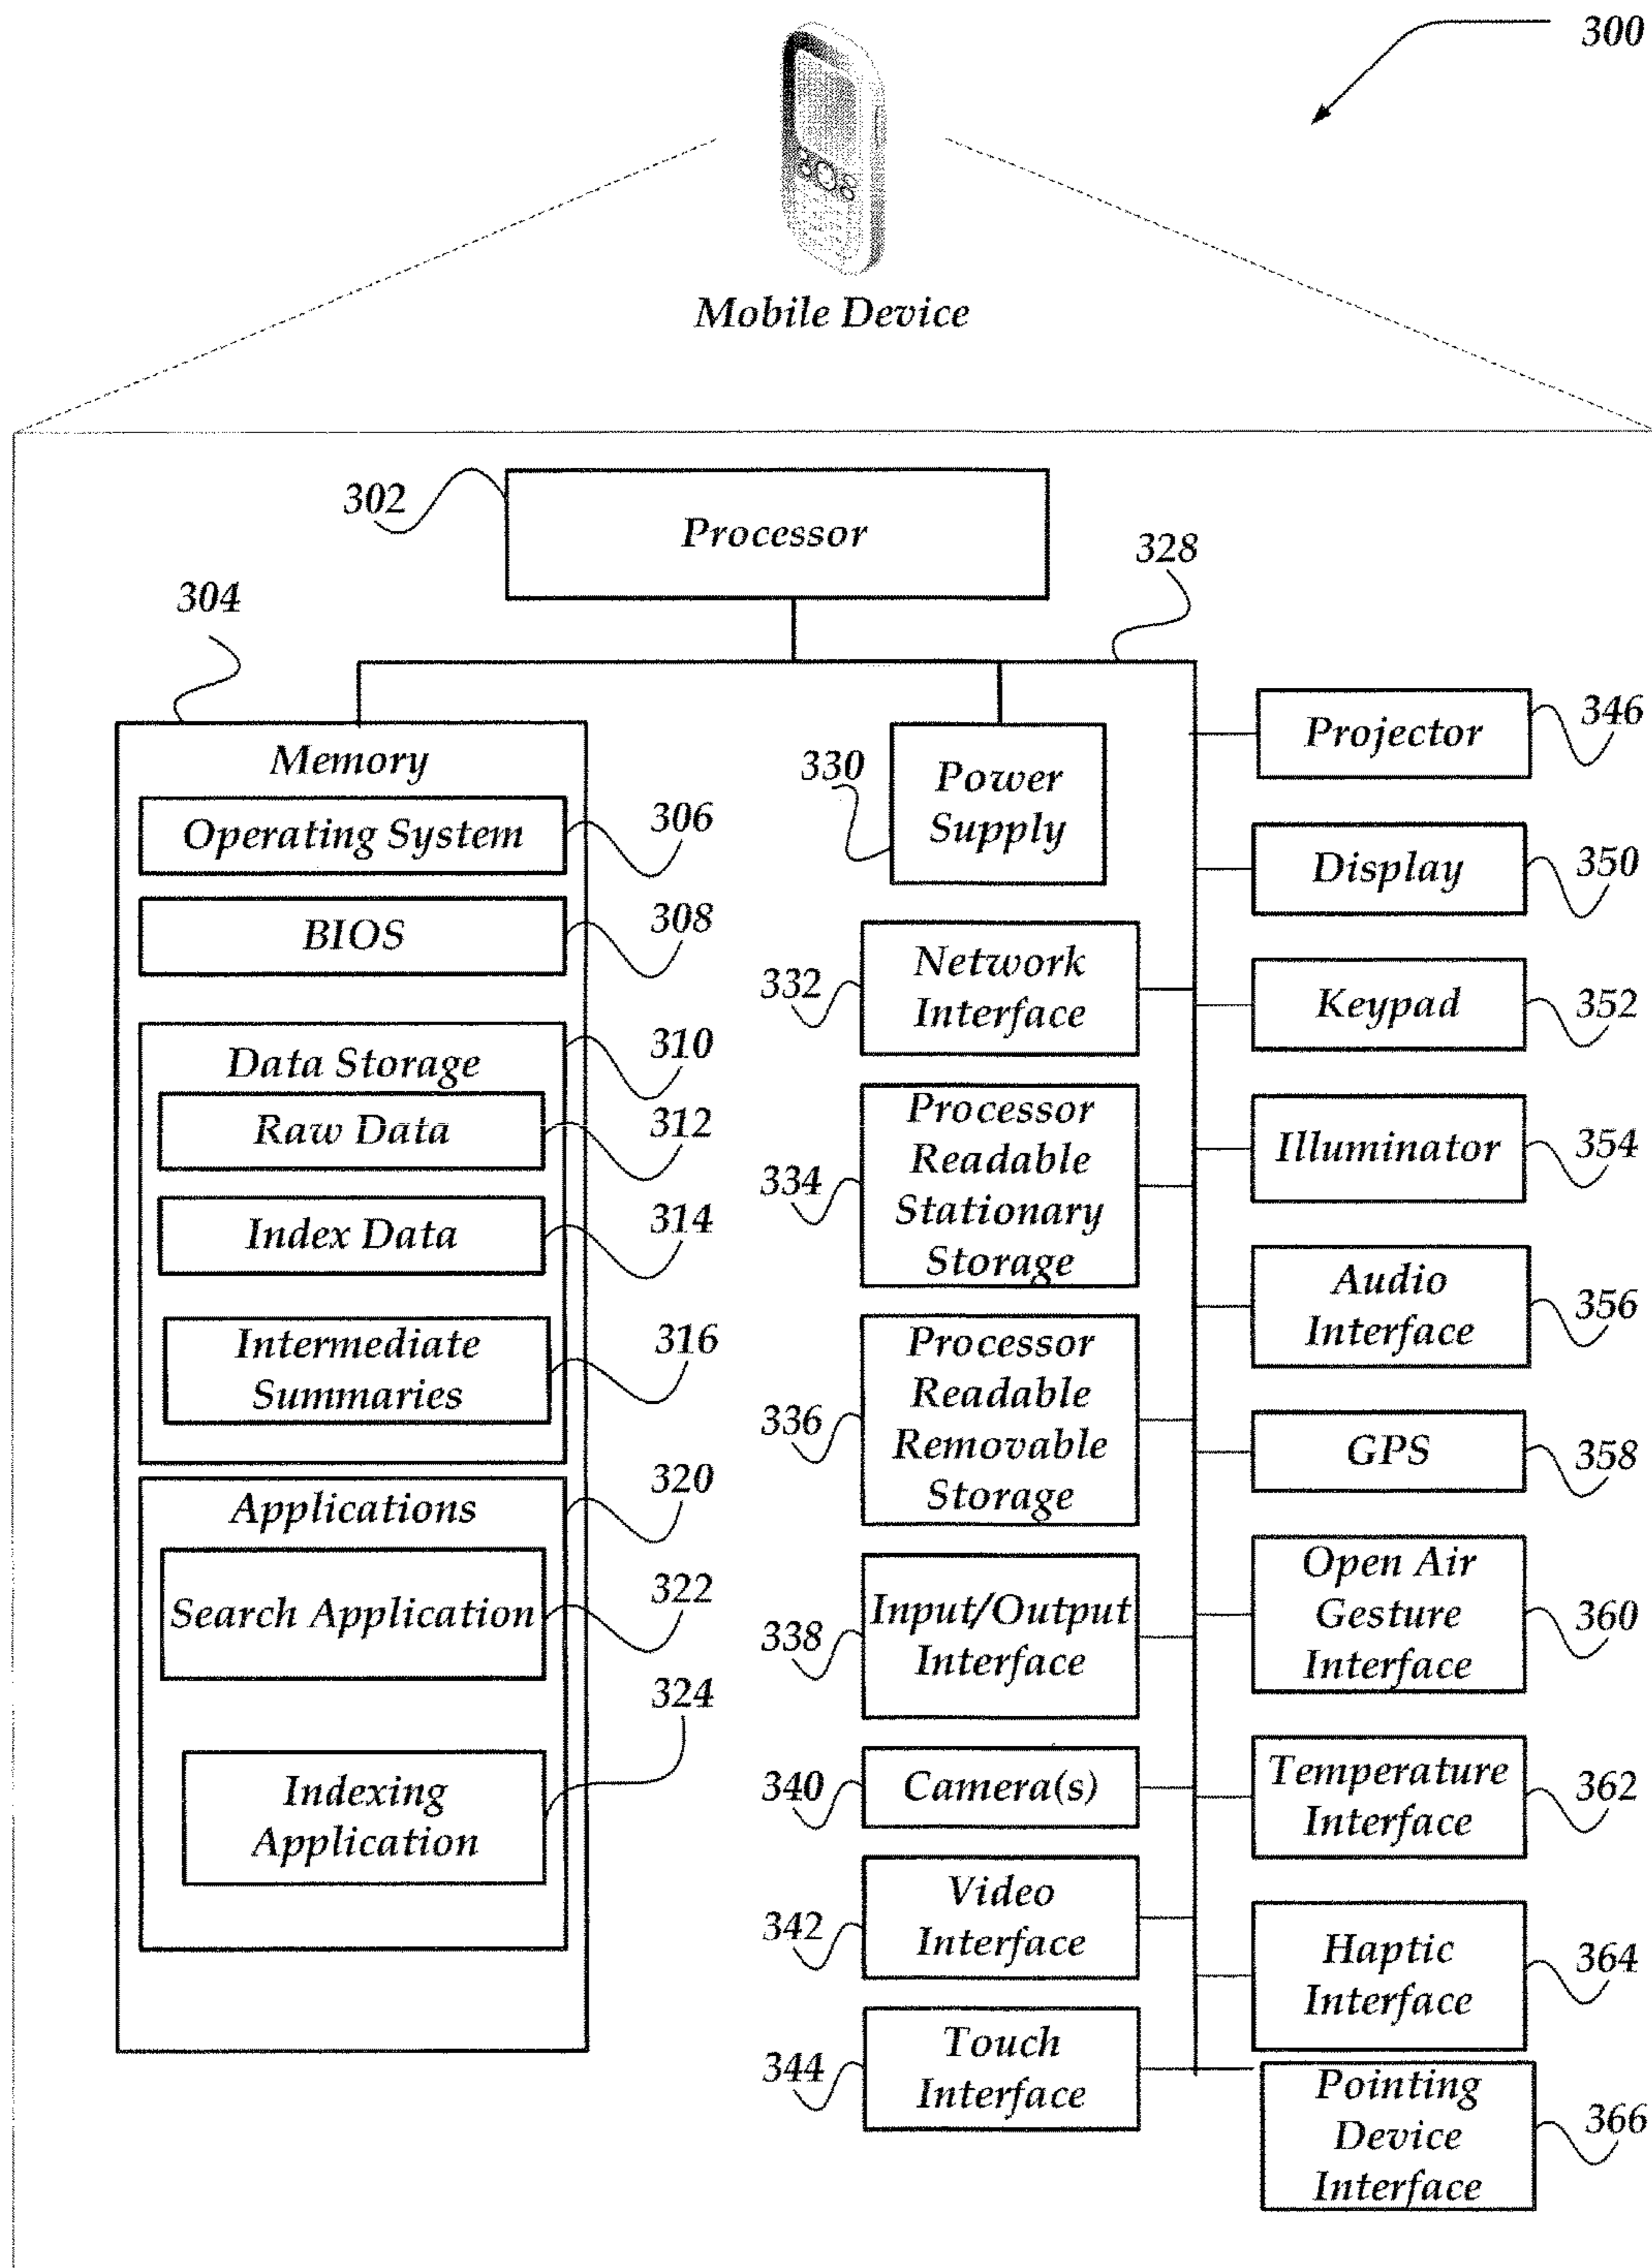 300
Mobile Device
302
Processor
328
304
Memory
Operating System
306
BIOS
308
Data Storage
310
Raw Data
312
Index Data
314
Intermediate
Summaries
316
Applications
320
Search Application
322
324
Indexing
Application
330
Power
Supply
332
Network
Interface
334
Processor
Readable
Stationary
Storage
336
Processor
Readable
Removable
Storage
338
Input/Output
Interface
340
Camera(s)
342
Video
Interface
344
Touch
Interface
Projector
346
Display
350
Keypad
352
Illuminator
354
Audio
Interface
356
GPS
358
Open Air
Gesture
Interface
360
Temperature
Interface
362
Haptic
Interface
364
Pointing
Device
Interface
366